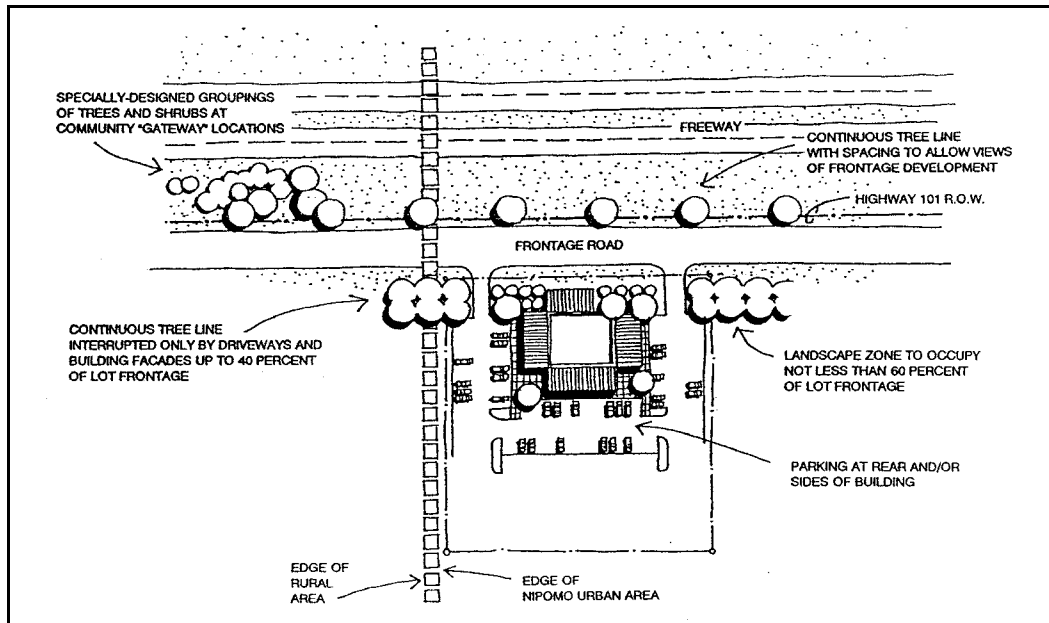 SPECIALLY-DESIGNED GROUPINGS
OF TREES AND SHRUBS AT
COMMUNITY "GATEWAY" LOCATIONS
FREEWAY
CONTINUOUS TREE LINE
WITH SPACING TO ALLOW VIEWS
OF FRONTAGE DEVELOPMENT
HIGHWAY 101 R.O.W.
FRONTAGE ROAD
CONTINUOUS TREE LINE
INTERRUPTED ONLY BY DRIVEWAYS AND
BUILDING FACADES UP TO 40 PERCENT
OF LOT FRONTAGE
LANDSCAPE ZONE TO OCCUPY
NOT LESS THAN 60 PERCENT
OF LOT FRONTAGE
PARKING AT REAR AND/OR
SIDES OF BUILDING
EDGE OF
RURAL
AREA
EDGE OF
NIPOMO URBAN AREA